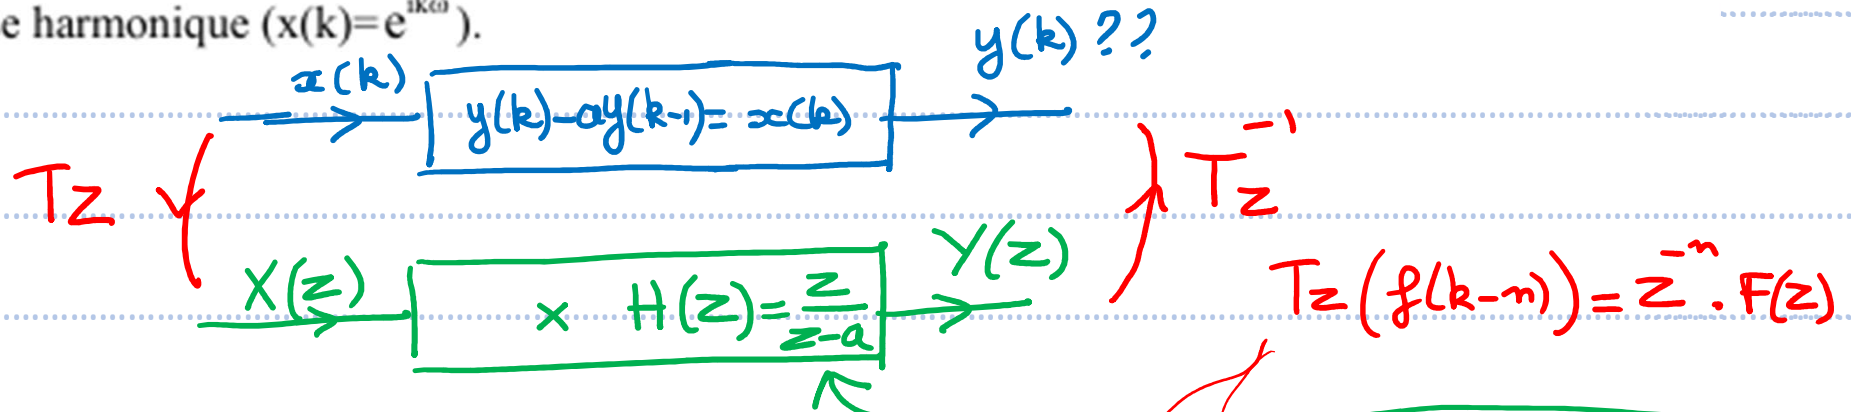 e harmonique (x(k)=e^{ikω}).
x(k) y(k)-ay(k-1)= x(k) y(k)??
Tz Tz^{-1}
X(z) × H(z)=z/(z-a) Y(z)
Tz(f(k-n))=z^{-n}.F(z)